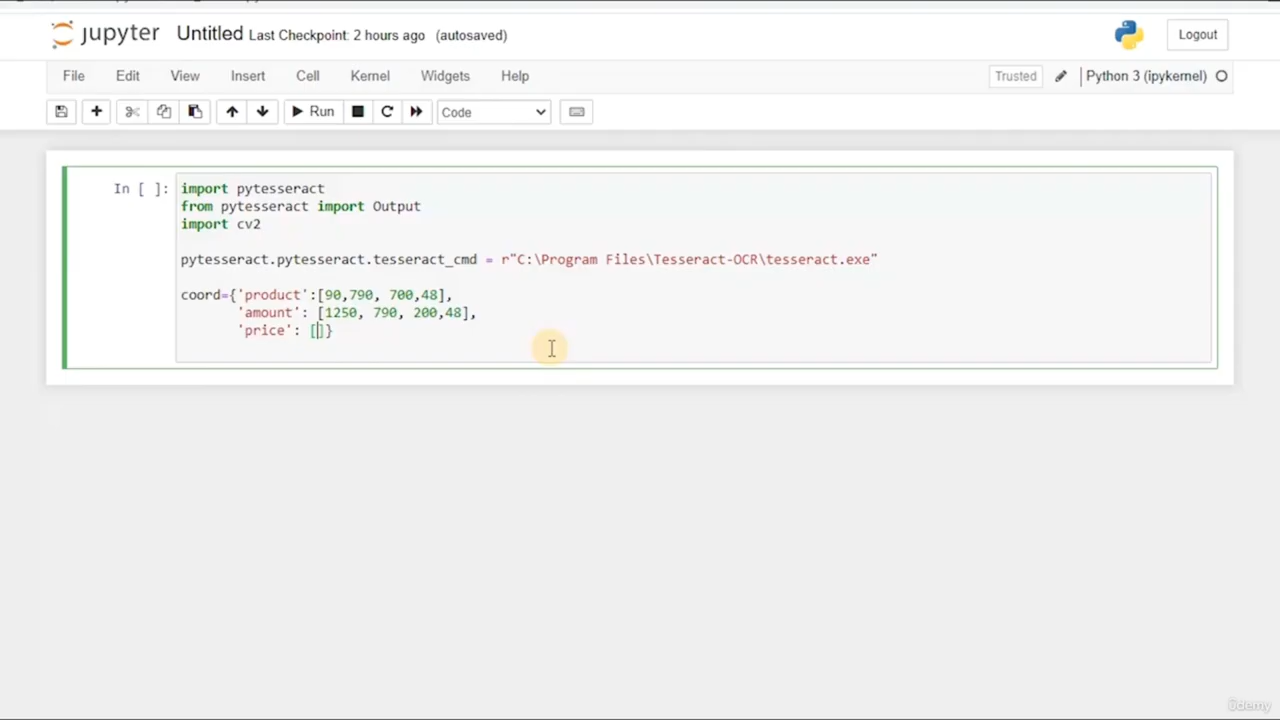 jupyter Untitled Last Checkpoint: 2 hours ago (autosaved)
Logout
File Edit View Insert Cell Kernel Widgets Help
Trusted Python 3 (ipykernel)
Run Code
In [ ]:
import pytesseract
from pytesseract import Output
import cv2
pytesseract.pytesseract.tesseract_cmd = r"C:\Program Files\Tesseract-OCR\tesseract.exe"
coord={'product':[90,790, 700,48],
'amount': [1250, 790, 200,48],
'price': []}
ûdemy